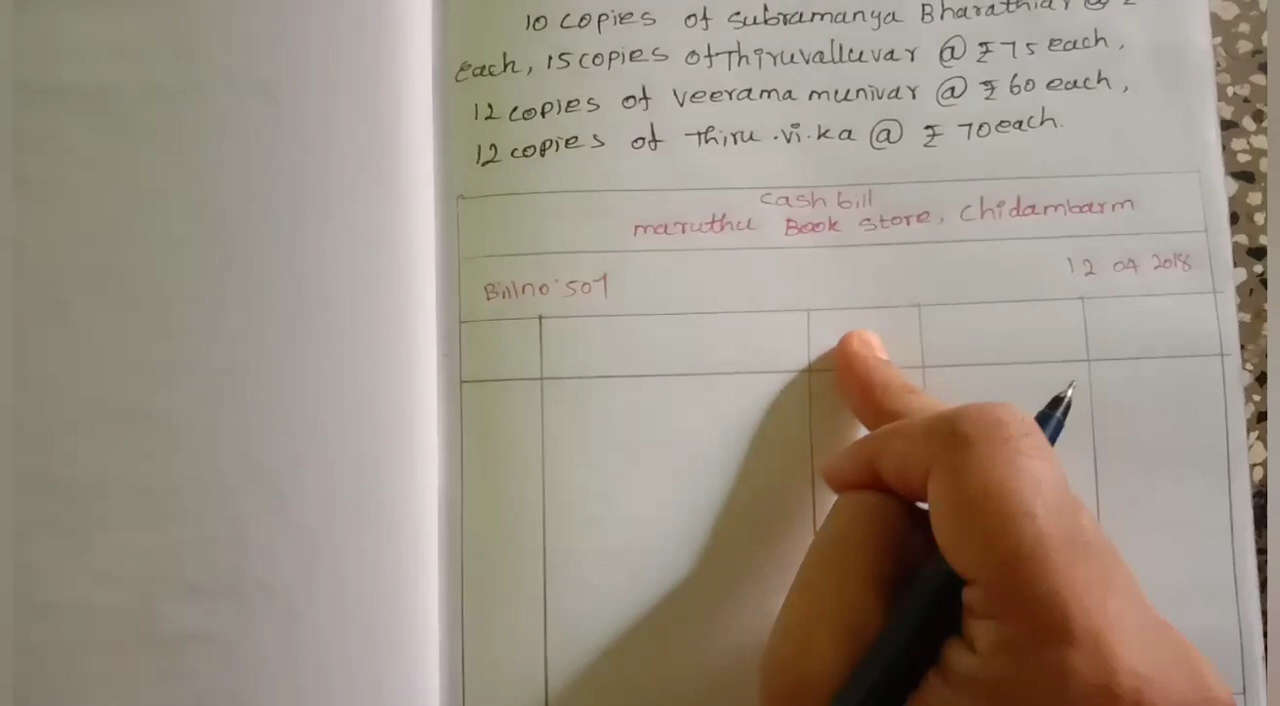 10 copies of Subramanya Bharathiar @ ₹
each, 15 copies of Thiruvalluvar @ ₹ 75 each,
12 copies of veerama munivar @ ₹ 60 each,
12 copies of Thiru.vi.ka @ ₹ 70 each.
Cash bill
maruthu Book Store, Chidambarm
Bill no: 507
12 04 2018